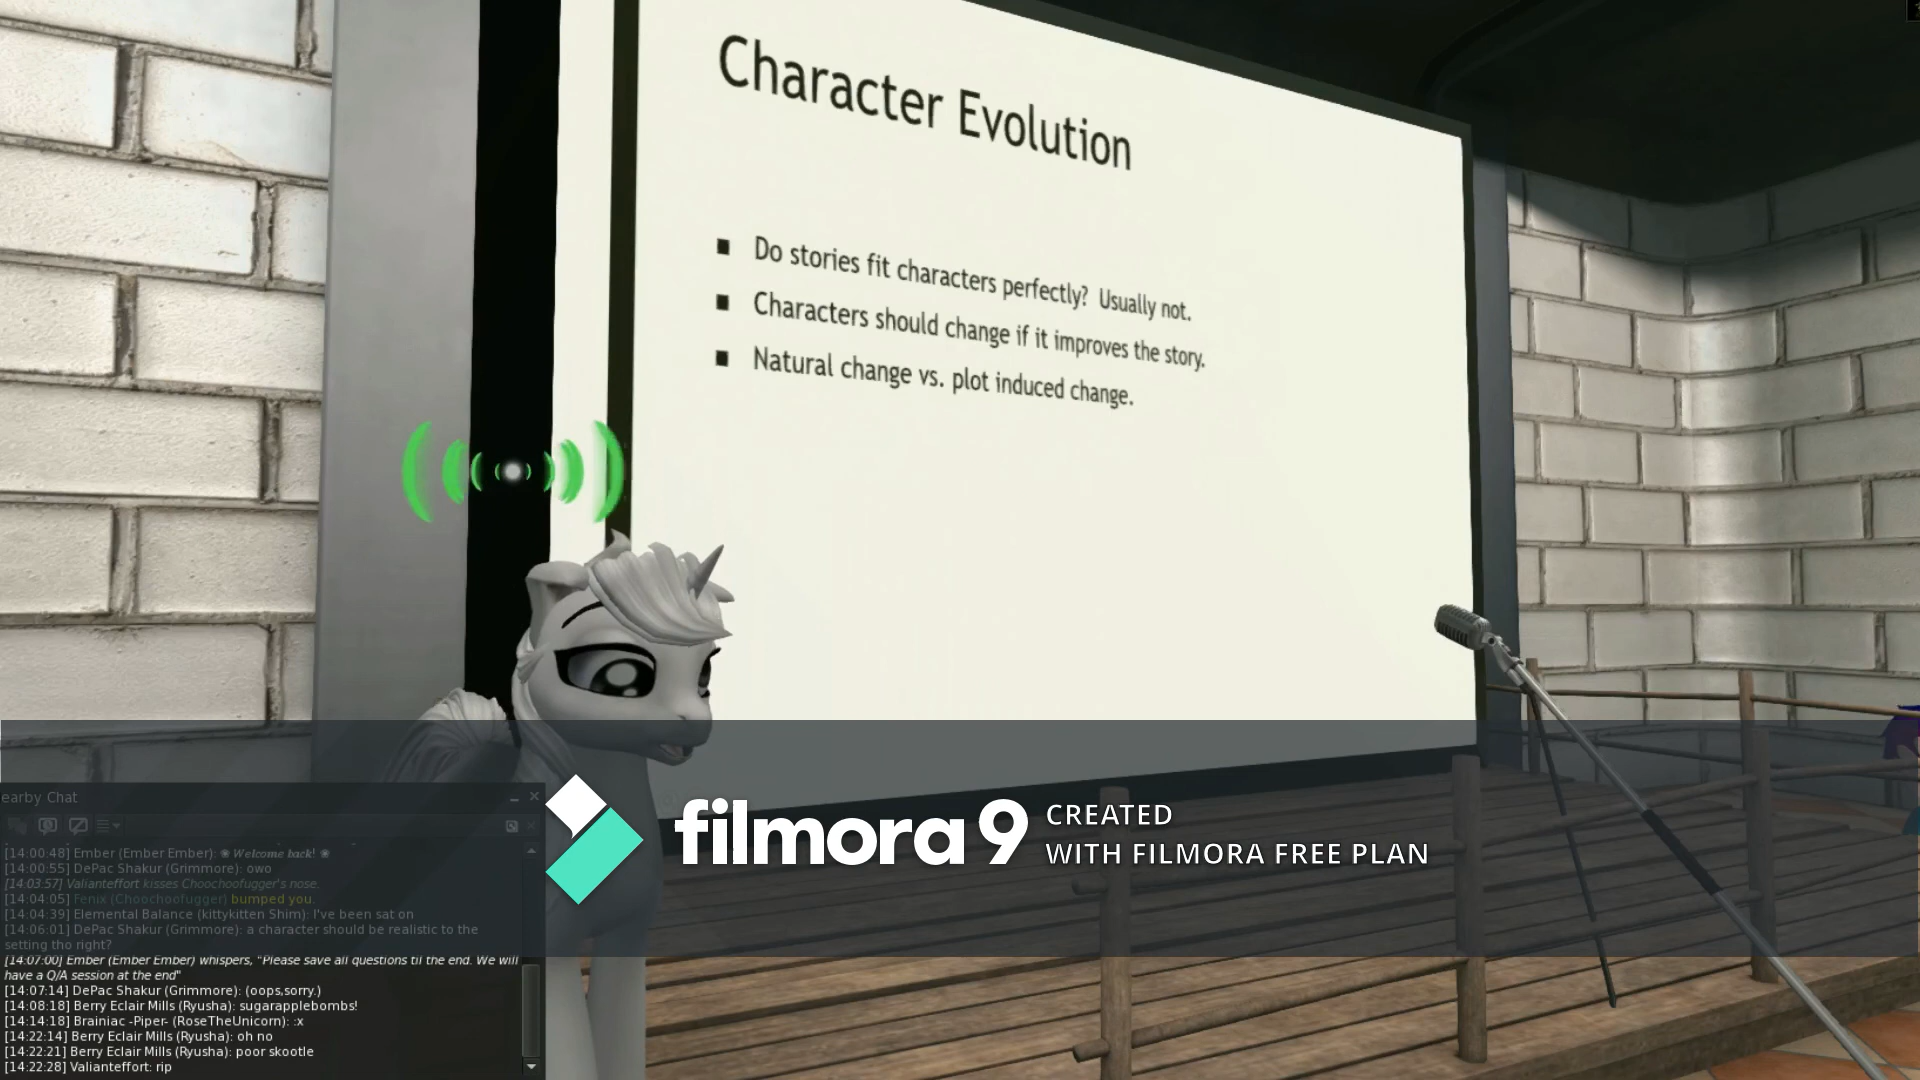 Character Evolution
Do stories fit characters perfectly? Usually not.
Characters should change if it improves the story.
Natural change vs. plot induced change.
filmora 9
CREATED
WITH FILMORA FREE PLAN
earby Chat
[14:00:48] Ember (Ember Ember): ❀ Welcome back! ❀
[14:00:55] DePac Shakur (Grimmore): owo
[14:03:57] Valianteffort kisses Choochoofugger's nose.
[14:04:05] Fenix (Choochoofugger) bumped you.
[14:04:39] Elemental Balance (kittykitten Shim): I've been sat on
[14:06:01] DePac Shakur (Grimmore): a character should be realistic to the
setting tho right?
[14:07:00] Ember (Ember Ember) whispers, "Please save all questions til the end. We will
have a Q/A session at the end"
[14:07:14] DePac Shakur (Grimmore): (oops,sorry.)
[14:08:18] Berry Eclair Mills (Ryusha): sugarapplebombs!
[14:14:18] Brainiac -Piper- (RoseTheUnicorn): :x
[14:22:14] Berry Eclair Mills (Ryusha): oh no
[14:22:21] Berry Eclair Mills (Ryusha): poor skootle
[14:22:28] Valianteffort: rip